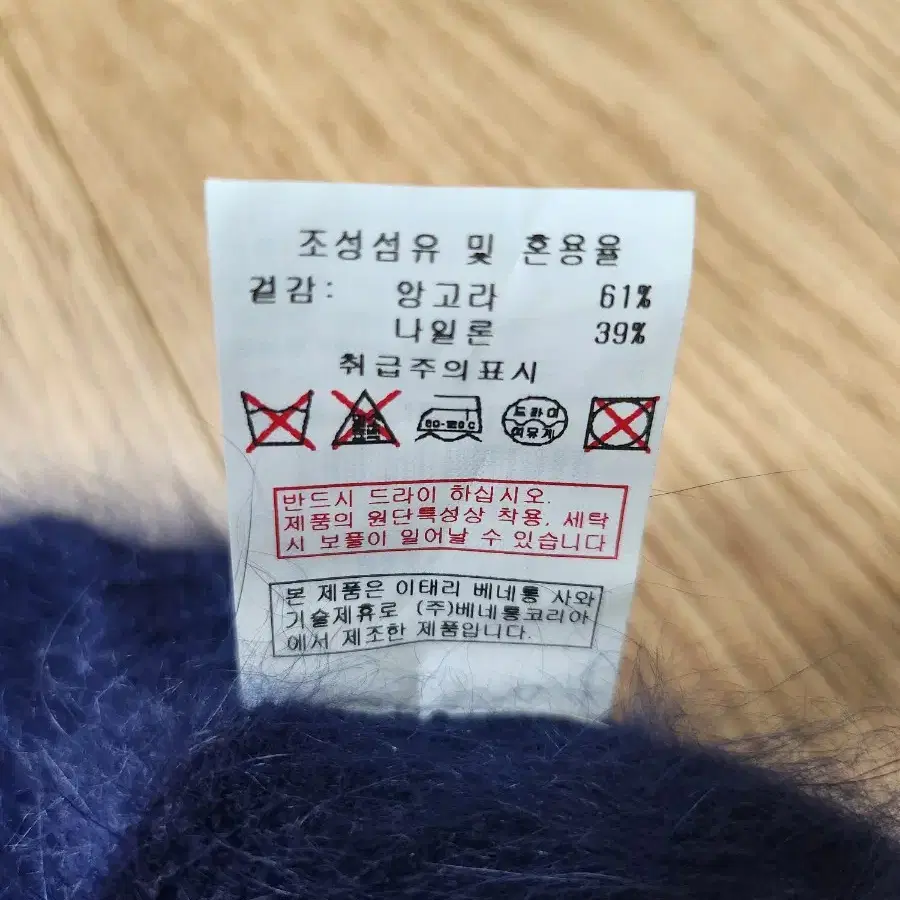 조성섬유 및 혼용율
겉감: 앙고라 61%
나일론 39%
취급주의표시
드라이
반드시 드라이 하십시오.
제품의 원단특성상 착용, 세탁
시 보풀이 일어날 수 있습니다
본 제품은 이태리 베네통 사와
기술제휴로 (주)베네통코리아
에서 제조한 제품입니다.